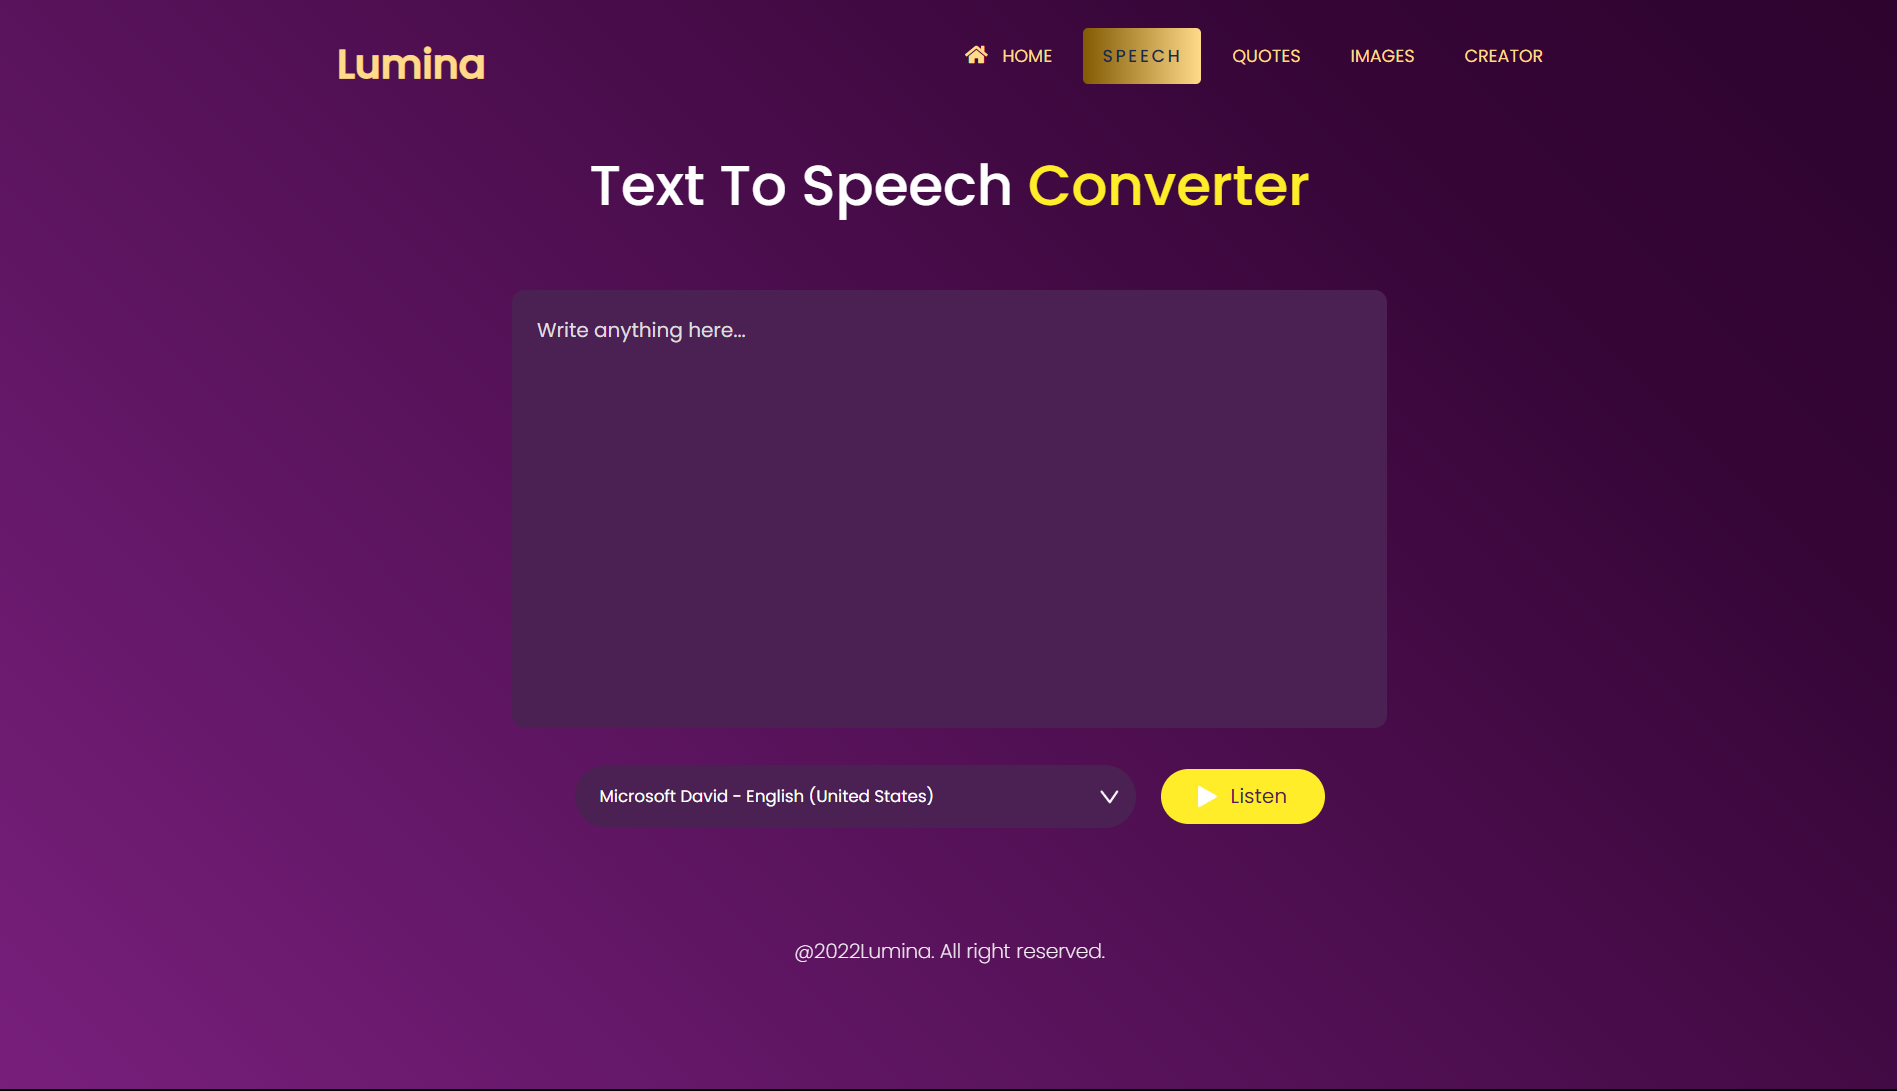 Lumina
HOME SPEECH QUOTES IMAGES CREATOR
Text To Speech Converter
Write anything here...
Microsoft David - English (United States)
Listen
@2022Lumina. All right reserved.